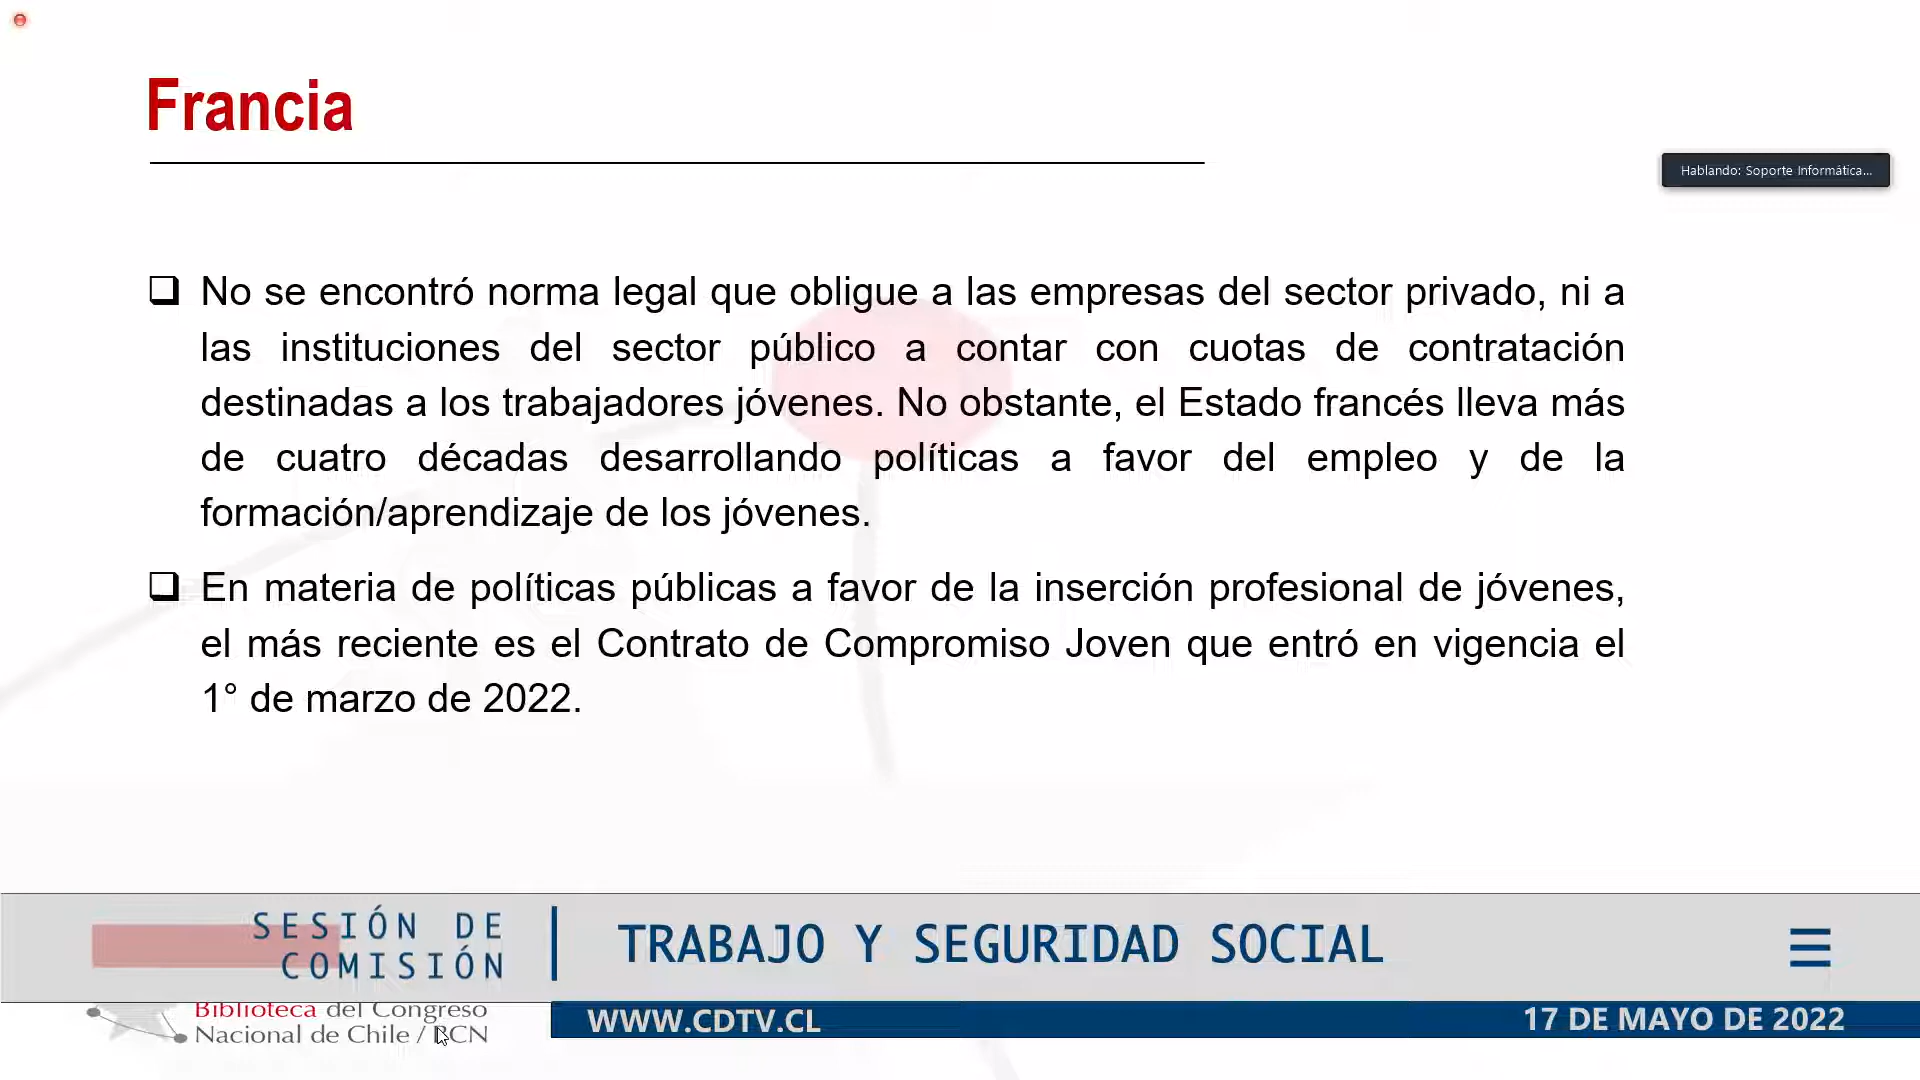 Francia
Hablando: Soporte Informática...
No se encontró norma legal que obligue a las empresas del sector privado, ni a
las instituciones del sector público a contar con cuotas de contratación
destinadas a los trabajadores jóvenes. No obstante, el Estado francés lleva más
de cuatro décadas desarrollando políticas a favor del empleo y de la
formación/aprendizaje de los jóvenes.
En materia de políticas públicas a favor de la inserción profesional de jóvenes,
el más reciente es el Contrato de Compromiso Joven que entró en vigencia el
1° de marzo de 2022.
SESIÓN DE
COMISIÓN
TRABAJO Y SEGURIDAD SOCIAL
Biblioteca del Congreso
Nacional de Chile / BCN
WWW.CDTV.CL
17 DE MAYO DE 2022